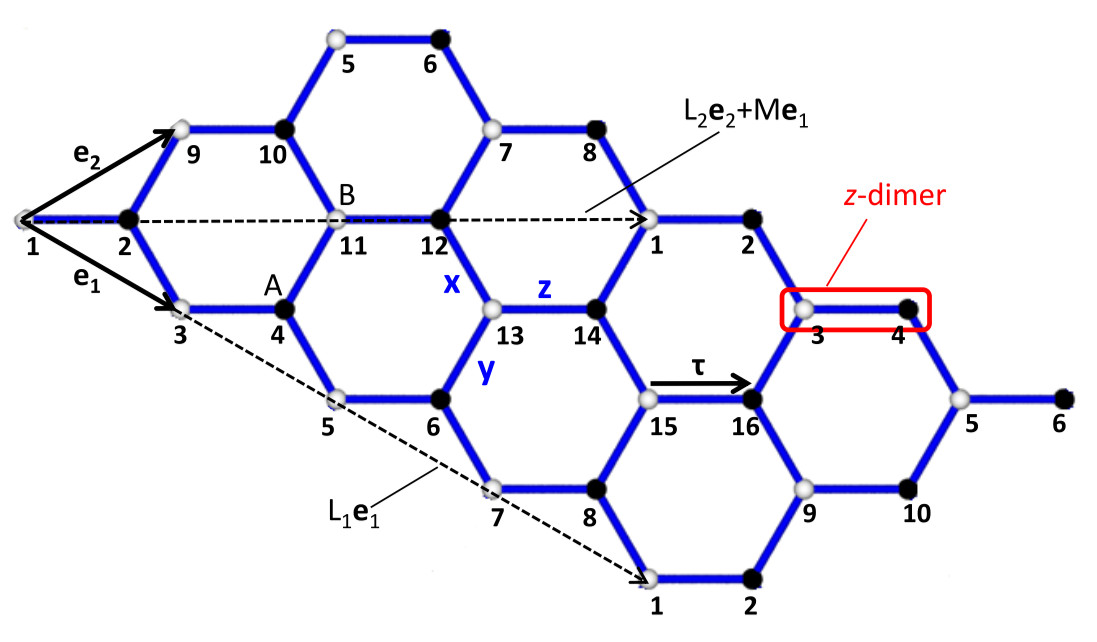 5 6
L₂e₂+Me₁
e₂ 9 10 7 8
z-dimer
B
1 2 11 12 1 2
e₁ A x z
3 4 13 14 3 4
y τ
5 6 15 16 5 6
L₁e₁ 7 8 9 10
1 2